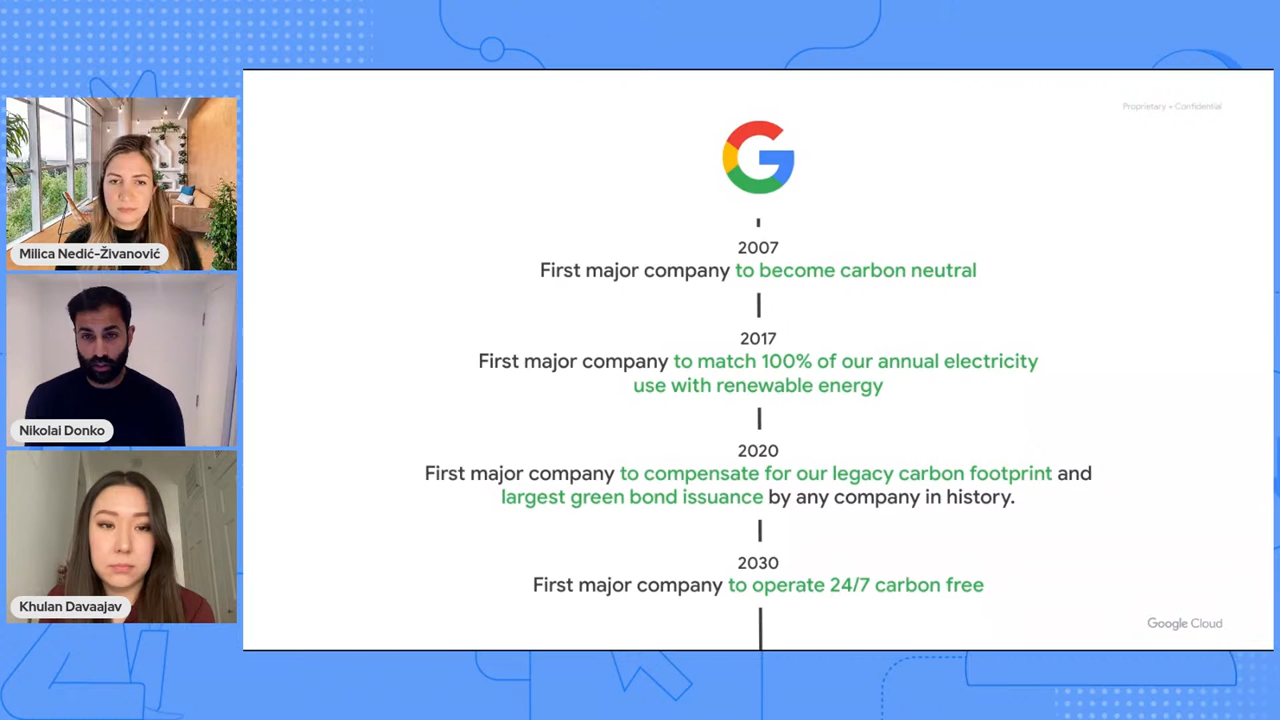 Proprietary + Confidential
2007
First major company to become carbon neutral
2017
First major company to match 100% of our annual electricity
use with renewable energy
2020
First major company to compensate for our legacy carbon footprint and
largest green bond issuance by any company in history.
2030
First major company to operate 24/7 carbon free
Google Cloud
Milica Nedić-Živanović
Nikolai Donko
Khulan Davaajav